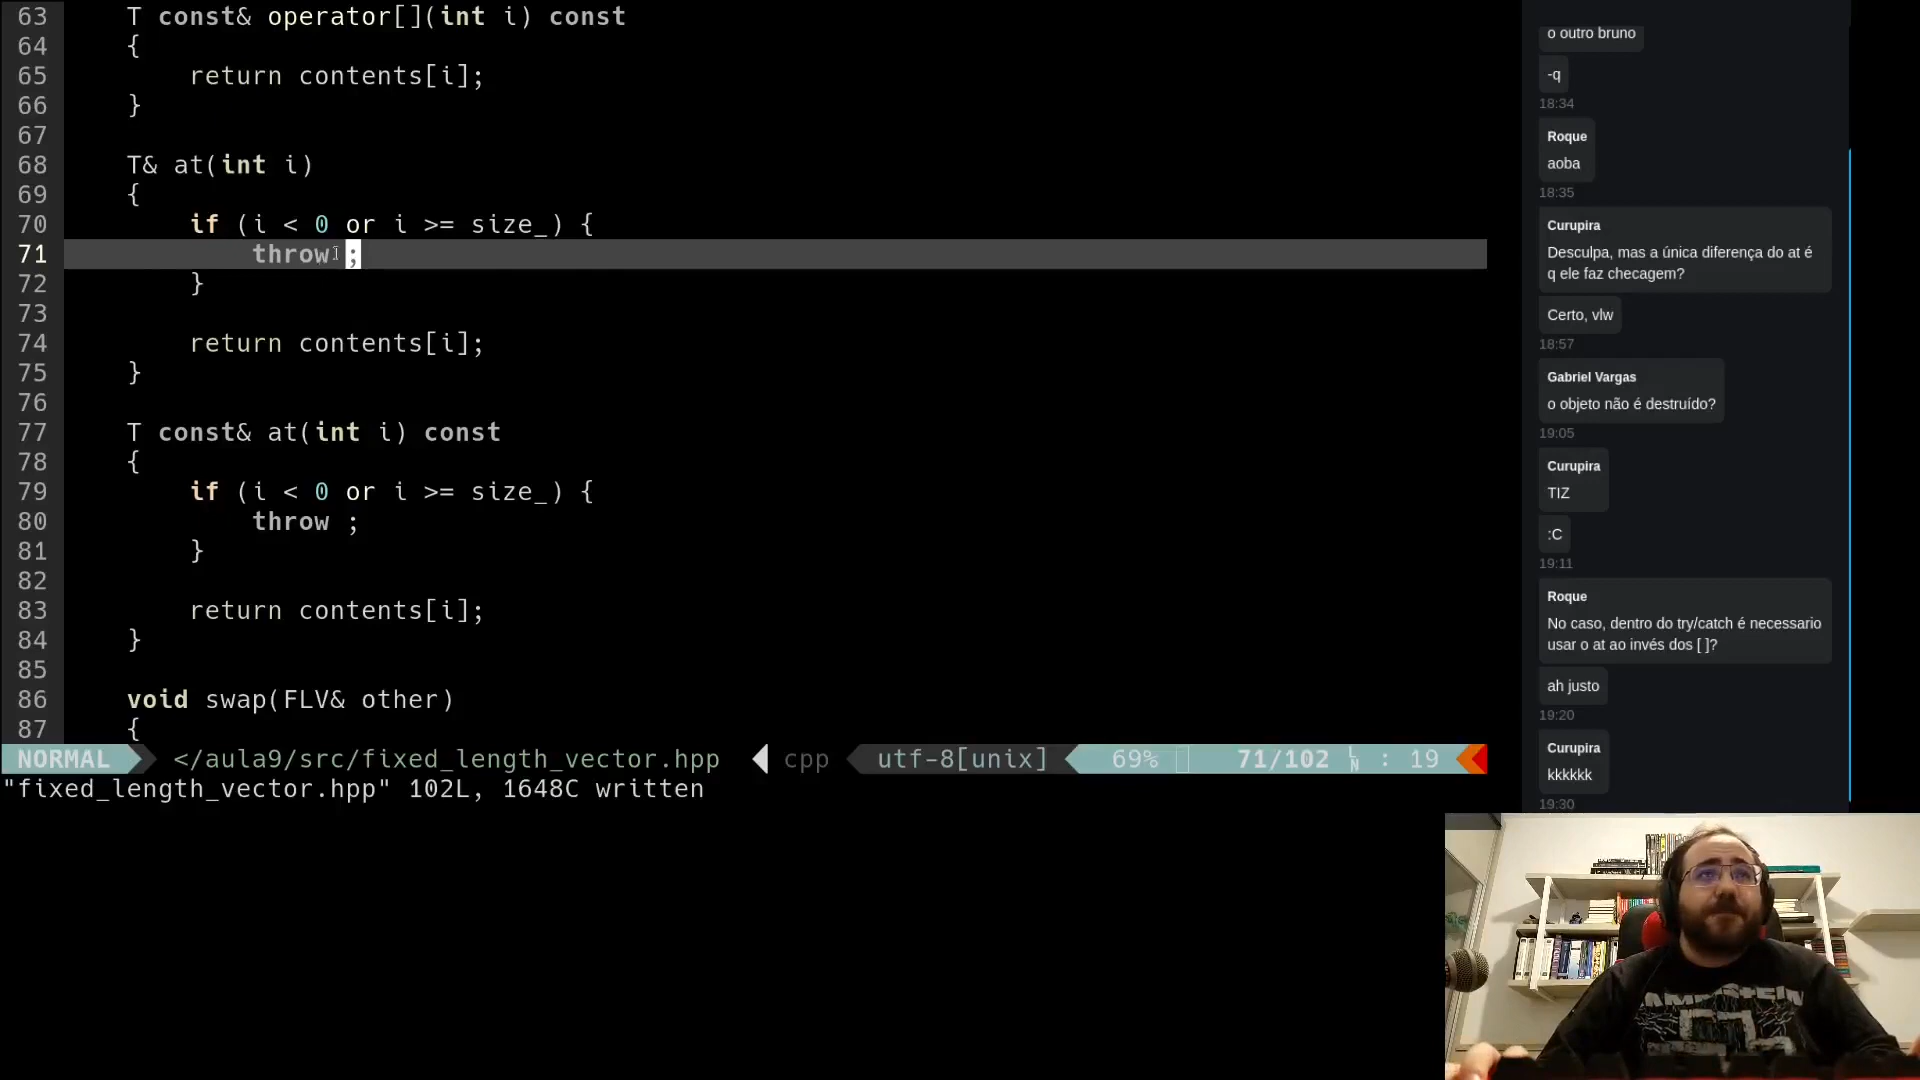 63 T const& operator[](int i) const
64 {
65 return contents[i];
66 }
67
68 T& at(int i)
69 {
70 if (i < 0 or i >= size_) {
71 throw ;
72 }
73
74 return contents[i];
75 }
76
77 T const& at(int i) const
78 {
79 if (i < 0 or i >= size_) {
80 throw ;
81 }
82
83 return contents[i];
84 }
85
86 void swap(FLV& other)
87 {
NORMAL </aula9/src/fixed_length_vector.hpp cpp utf-8[unix] 69% 71/102 LN : 19
"fixed_length_vector.hpp" 102L, 1648C written
o outro bruno
-q
18:34
Roque
aoba
18:35
Curupira
Desculpa, mas a única diferença do at é
q ele faz checagem?
Certo, vlw
18:57
Gabriel Vargas
o objeto não é destruído?
19:05
Curupira
TIZ
:C
19:11
Roque
No caso, dentro do try/catch é necessario
usar o at ao invés dos [ ]?
ah justo
19:20
Curupira
kkkkkk
19:30